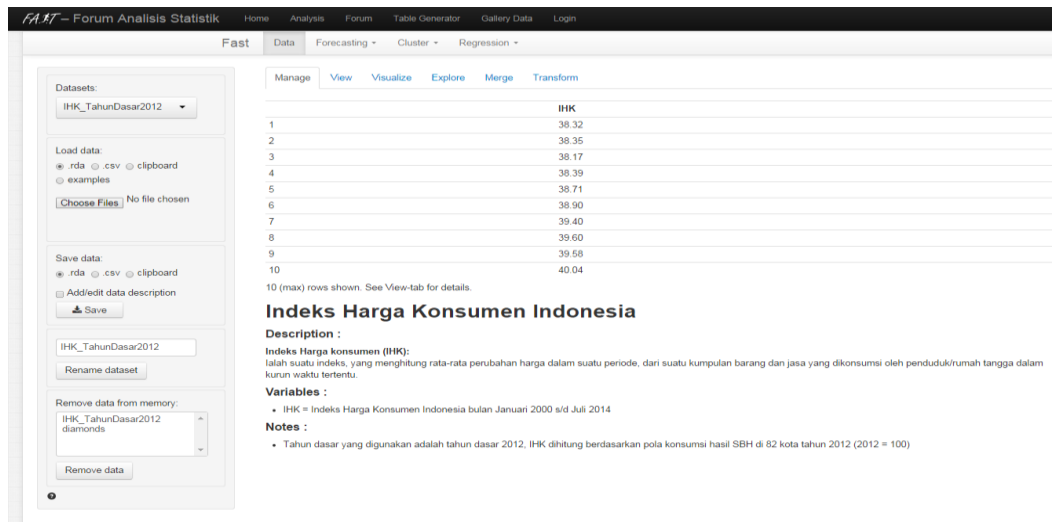 FAST – Forum Analisis Statistik Home Analysis Forum Table Generator Gallery Data Login
Fast Data Forecasting Cluster Regression
Datasets:
IHK_TahunDasar2012
Load data:
.rda .csv clipboard
examples
Choose Files No file chosen
Save data:
.rda .csv clipboard
Add/edit data description
Save
IHK_TahunDasar2012
Rename dataset
Remove data from memory:
IHK_TahunDasar2012
diamonds
Remove data
Manage View Visualize Explore Merge Transform
IHK
1 38.32
2 38.35
3 38.17
4 38.39
5 38.71
6 38.90
7 39.40
8 39.60
9 39.58
10 40.04
10 (max) rows shown. See View-tab for details.
Indeks Harga Konsumen Indonesia
Description :
Indeks Harga konsumen (IHK):
Ialah suatu indeks, yang menghitung rata-rata perubahan harga dalam suatu periode, dari suatu kumpulan barang dan jasa yang dikonsumsi oleh penduduk/rumah tangga dalam
kurun waktu tertentu.
Variables :
• IHK = Indeks Harga Konsumen Indonesia bulan Januari 2000 s/d Juli 2014
Notes :
• Tahun dasar yang digunakan adalah tahun dasar 2012, IHK dihitung berdasarkan pola konsumsi hasil SBH di 82 kota tahun 2012 (2012 = 100)